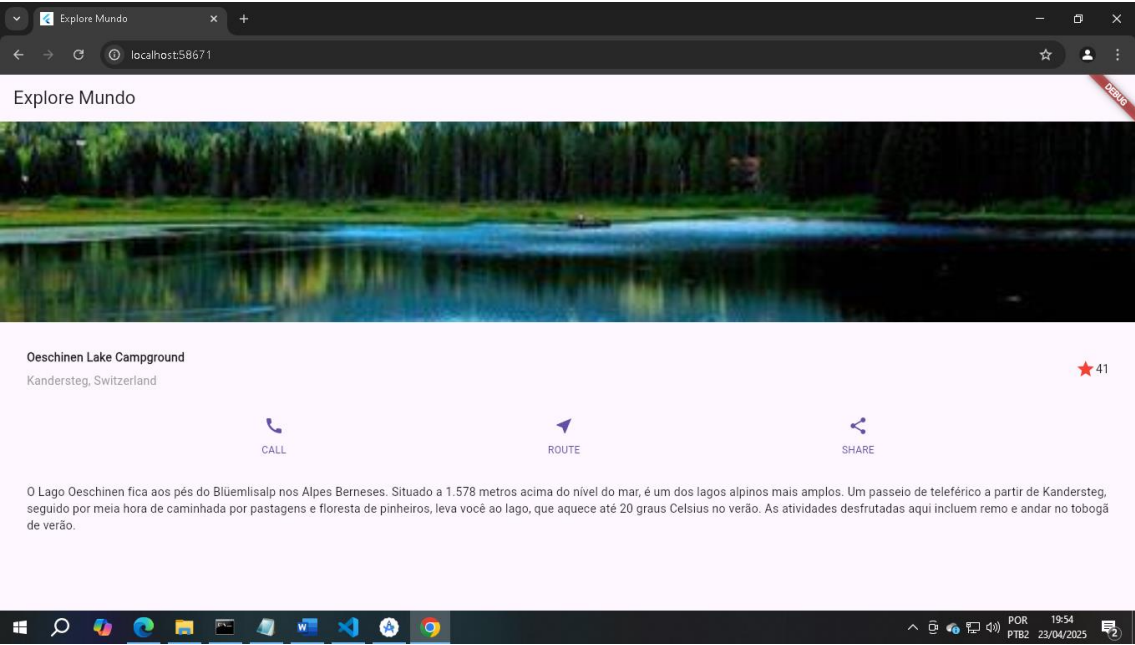 Explore Mundo
localhost:58671
Explore Mundo
DEBUG
Oeschinen Lake Campground
Kandersteg, Switzerland
41
CALL ROUTE SHARE
O Lago Oeschinen fica aos pés do Blüemlisalp nos Alpes Berneses. Situado a 1.578 metros acima do nível do mar, é um dos lagos alpinos mais amplos. Um passeio de teleférico a partir de Kandersteg,
seguido por meia hora de caminhada por pastagens e floresta de pinheiros, leva você ao lago, que aquece até 20 graus Celsius no verão. As atividades desfrutadas aqui incluem remo e andar no tobogã
de verão.
POR 19:54
PTB2 23/04/2025 2